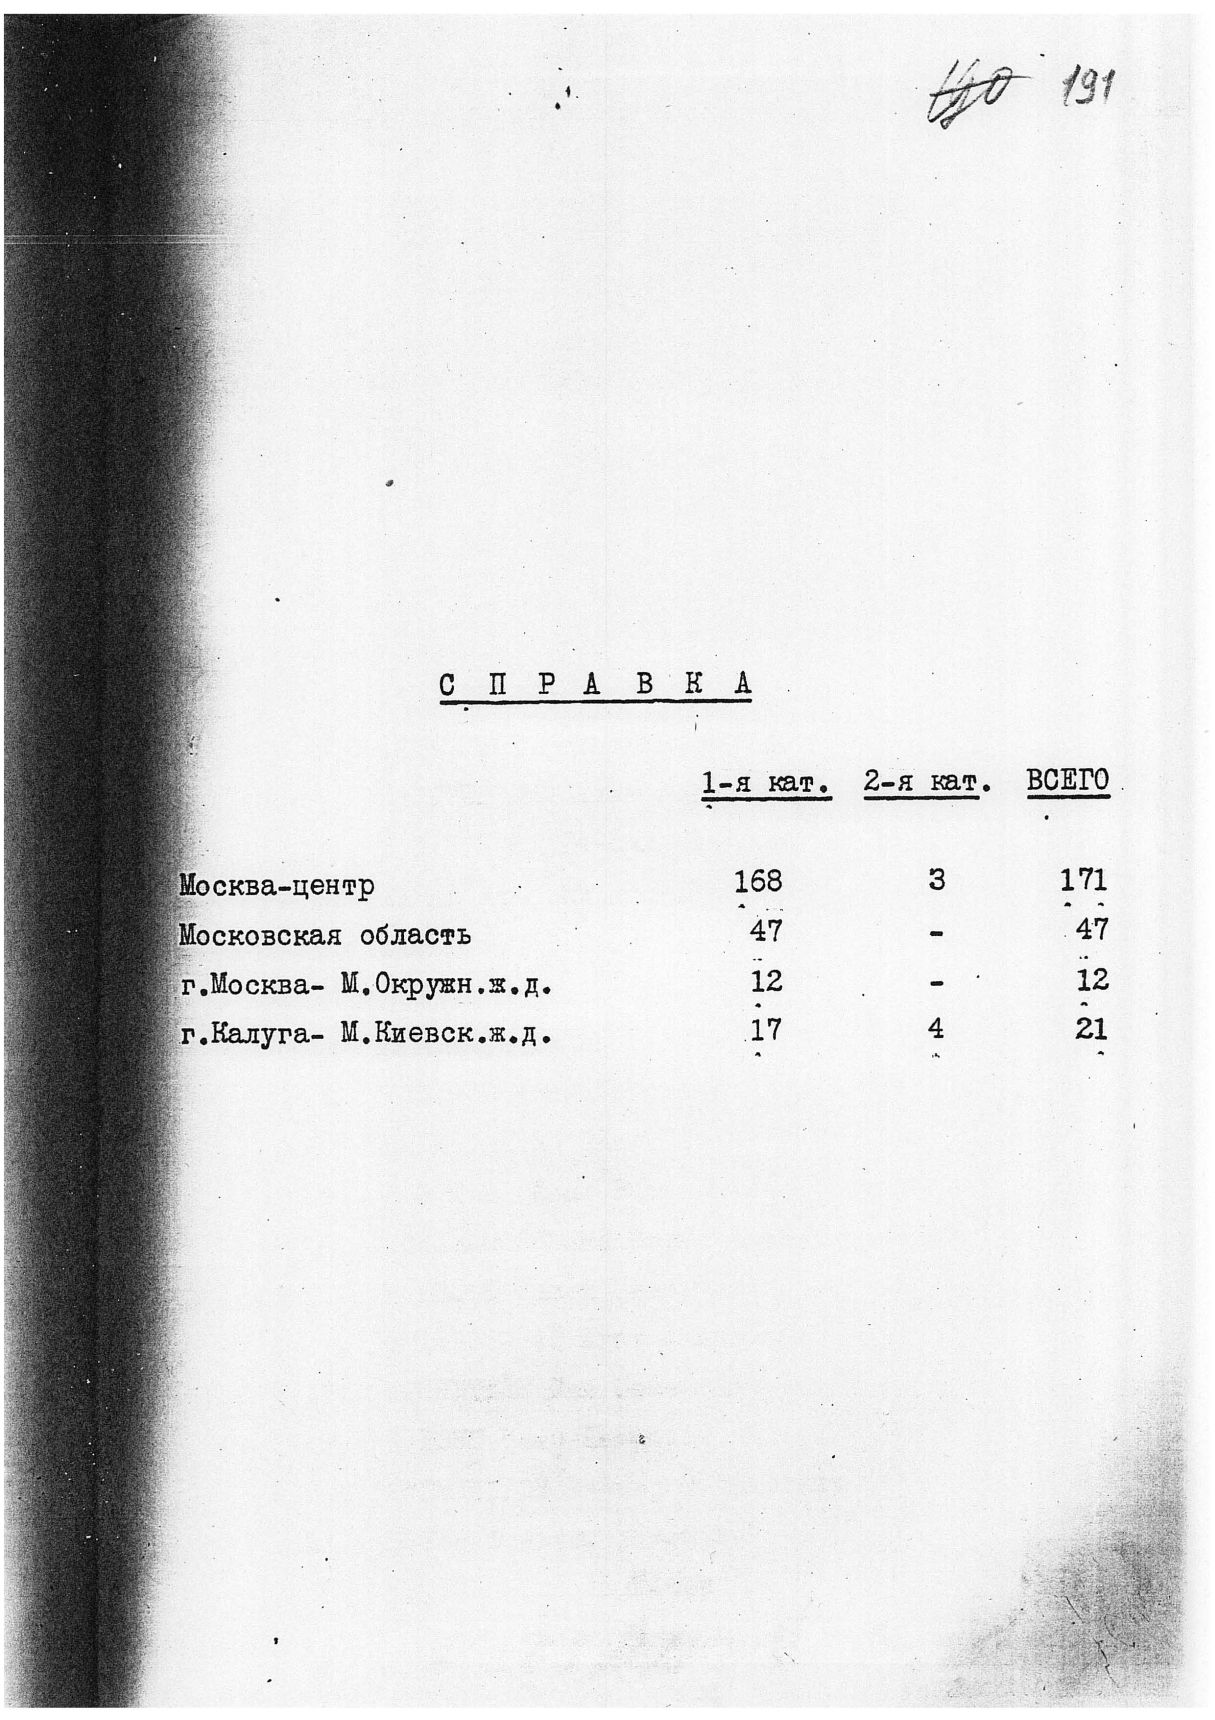 191
С П Р А В К А
1-я кат. 2-я кат. ВСЕГО
Москва-центр 168 3 171
Московская область 47 - 47
г.Москва- М.Окружн.ж.д. 12 - 12
г.Калуга- М.Киевск.ж.д. 17 4 21